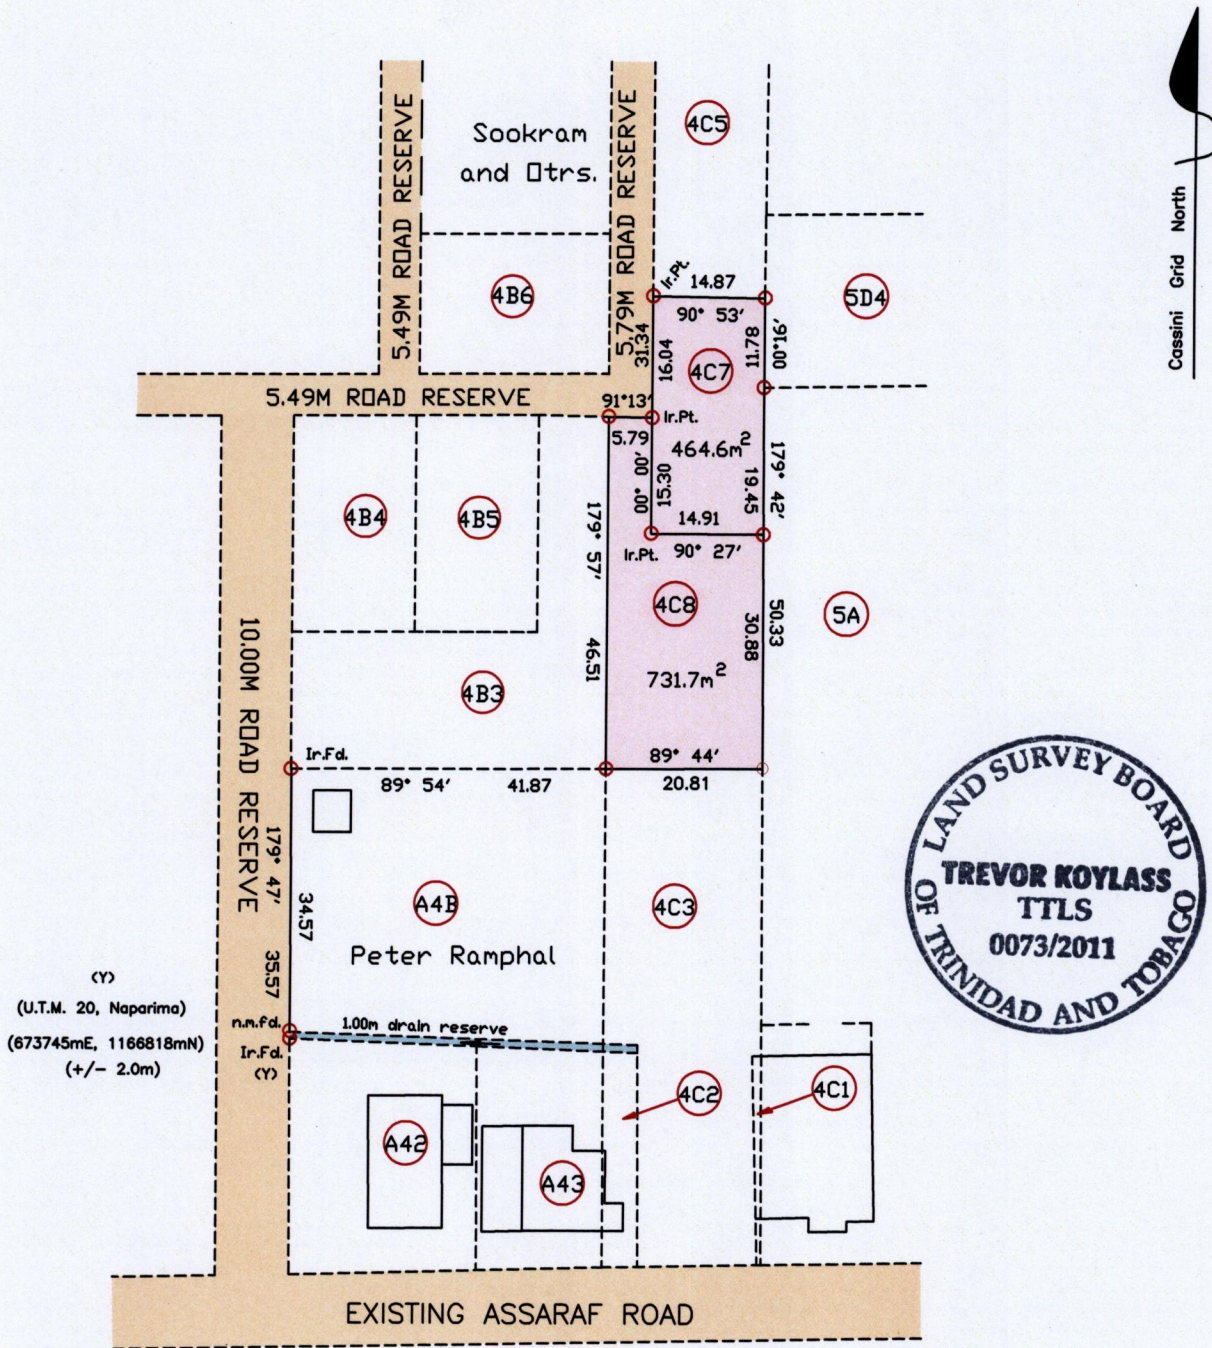 Cassini Grid North
Sookram
and Otrs.
4C5
5.49M ROAD RESERVE
5.79M ROAD RESERVE
4B6
5D4
Ir.Pt.
14.87
90° 53′
31.34
16.04
4C7
11.78
00°16′
5.49M ROAD RESERVE
91°13′
Ir.Pt.
5.79
464.6m2
00° 00′
15.30
19.45
179° 42′
14.91
Ir.Pt.
90° 27′
4B4
4B5
179° 57′
46.51
4C8
731.7m2
30.88
50.33
5A
4B3
10.00M ROAD RESERVE
Ir.Fd.
89° 54′
41.87
89° 44′
20.81
179° 47′
35.57
34.57
A4B
Peter Ramphal
4C3
LAND SURVEY BOARD
TREVOR KOYLASS
TTLS
0073/2011
OF TRINIDAD AND TOBAGO
(Y)
(U.T.M. 20, Naparima)
(673745mE, 1166818mN)
(+/- 2.0m)
n.m.fd.
Ir.Fd.
(Y)
1.00m drain reserve
4C2
4C1
A42
A43
EXISTING ASSARAF ROAD